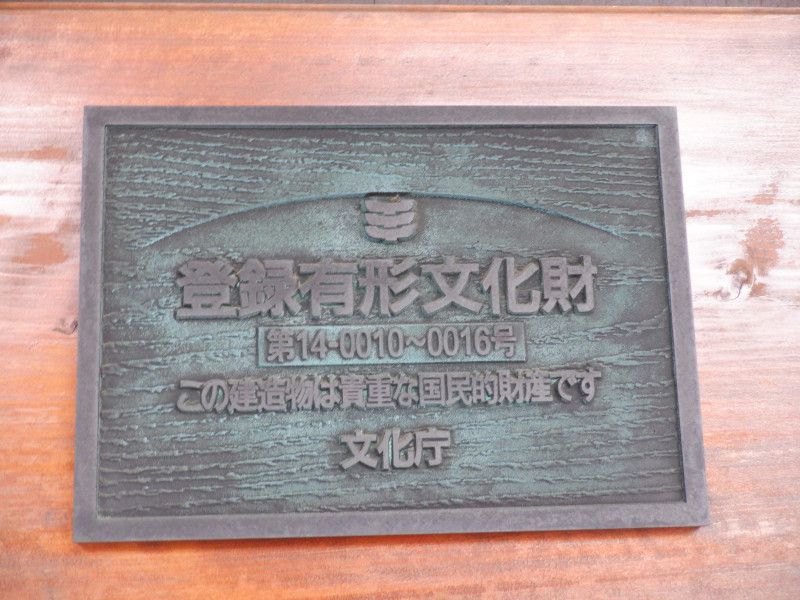 登録有形文化財
第14-0010～0016号
この建造物は貴重な国民的財産です
文化庁